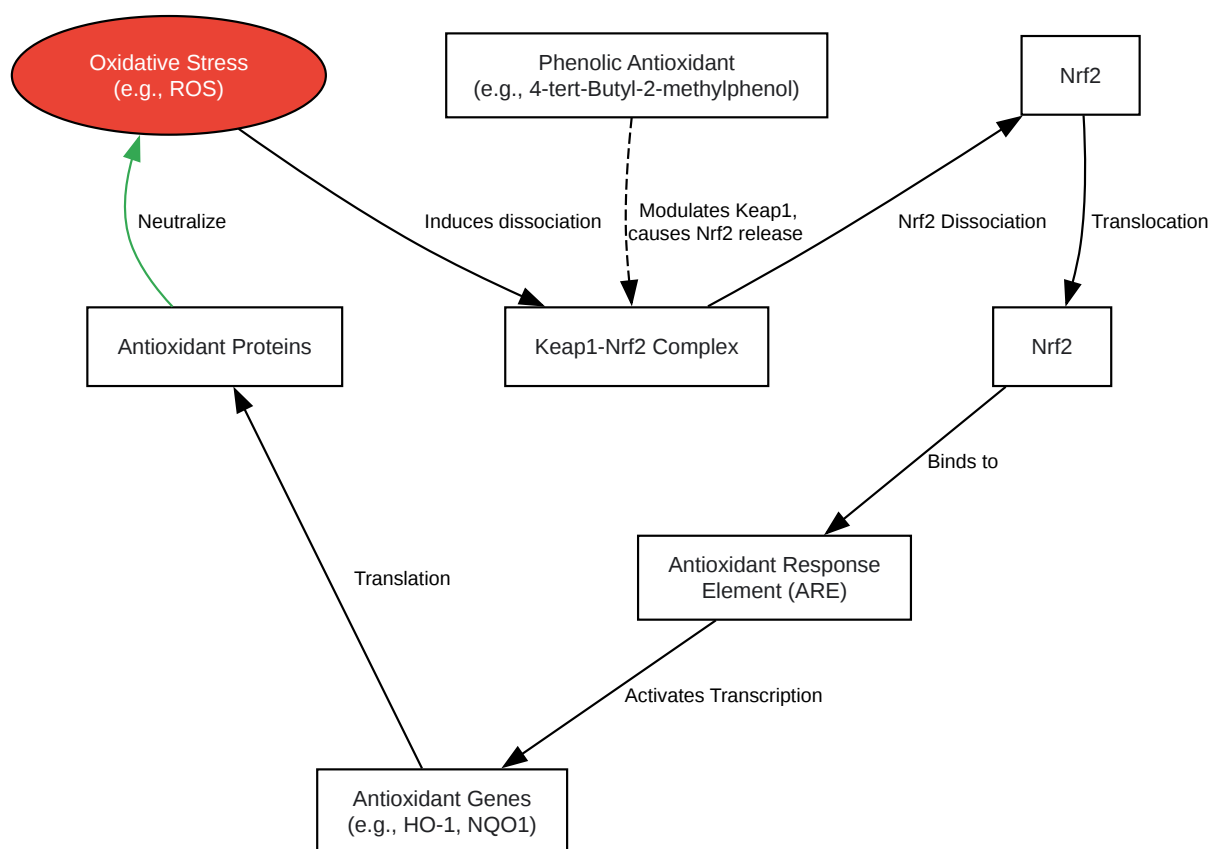 Oxidative Stress
(e.g., ROS)
Phenolic Antioxidant
(e.g., 4-tert-Butyl-2-methylphenol)
Nrf2
Neutralize
Induces dissociation
Modulates Keap1,
causes Nrf2 release
Nrf2 Dissociation
Translocation
Antioxidant Proteins
Keap1-Nrf2 Complex
Nrf2
Binds to
Translation
Antioxidant Response
Element (ARE)
Activates Transcription
Antioxidant Genes
(e.g., HO-1, NQO1)